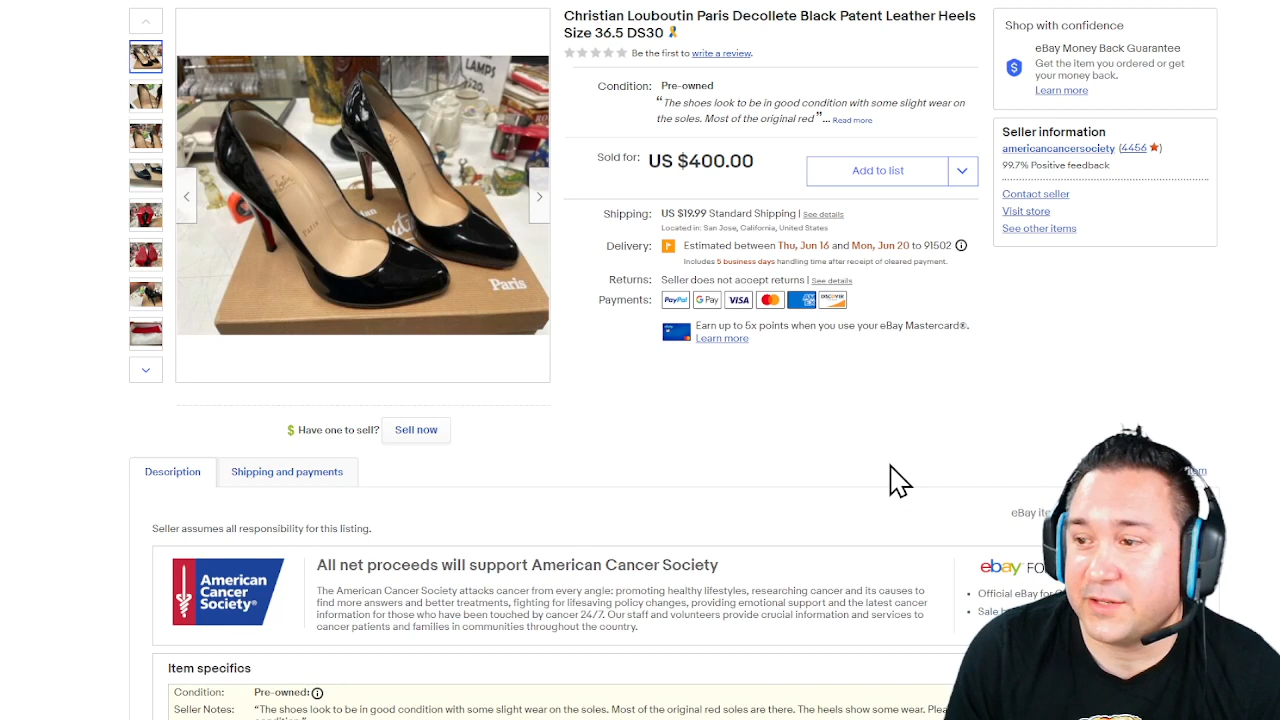 Christian Louboutin Paris Decollete Black Patent Leather Heels
Size 36.5 DS30
Be the first to write a review.
Condition: Pre-owned
“The shoes look to be in good condition with some slight wear on
the soles. Most of the original red ”... Read more
Sold for: US $400.00
Add to list
Shipping: US $19.99 Standard Shipping | See details
Located in: San Jose, California, United States
Delivery: Estimated between Thu, Jun 16 and Mon, Jun 20 to 91502
Includes 5 business days handling time after receipt of cleared payment.
Returns: Seller does not accept returns | See details
Payments: PayPal G Pay VISA DISCOVER
Earn up to 5x points when you use your eBay Mastercard®.
Learn more
Shop with confidence
eBay Money Back Guarantee
Get the item you ordered or get
your money back.
Learn more
Seller information
americancancersociety (4456)
99.7% Positive feedback
Contact seller
Visit store
See other items
LAMPS
Paris
Paris
Have one to sell? Sell now
Description
Shipping and payments
eBay
Seller assumes all responsibility for this listing.
American
Cancer
Society®
All net proceeds will support American Cancer Society
The American Cancer Society attacks cancer from every angle: promoting healthy lifestyles, researching cancer and its causes to
find more answers and better treatments, fighting for lifesaving policy changes, providing emotional support and the latest cancer
information for those who have been touched by cancer 24/7. Our staff and volunteers provide crucial information and services to
cancer patients and families in communities throughout the country.
ebay FO
Official eBay for
Sale
Item specifics
Condition: Pre-owned:
Seller Notes: “The shoes look to be in good condition with some slight wear on the soles. Most of the original red soles are there. The heels show some wear.